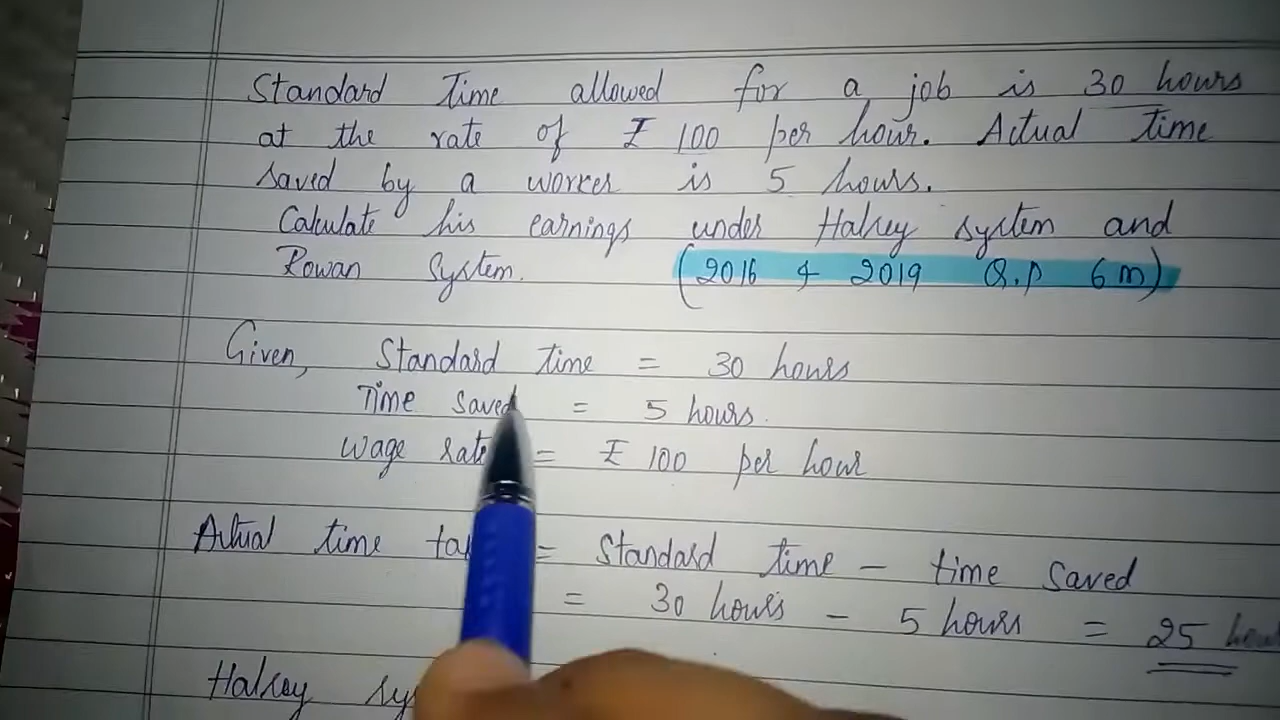 Standard Time allowed for a job is 30 hours
at the rate of ₹ 100 per hour. Actual Time
saved by a worker is 5 hours.
Calculate his earnings under Halsey system and
Rowan System. (2016 & 2019 Q.P 6m)
Given, Standard time = 30 hours
Time saved = 5 hours.
Wage rate = ₹ 100 per hour
Actual time = Standard time - time saved
= 30 hours - 5 hours = 25 hou
Halsey